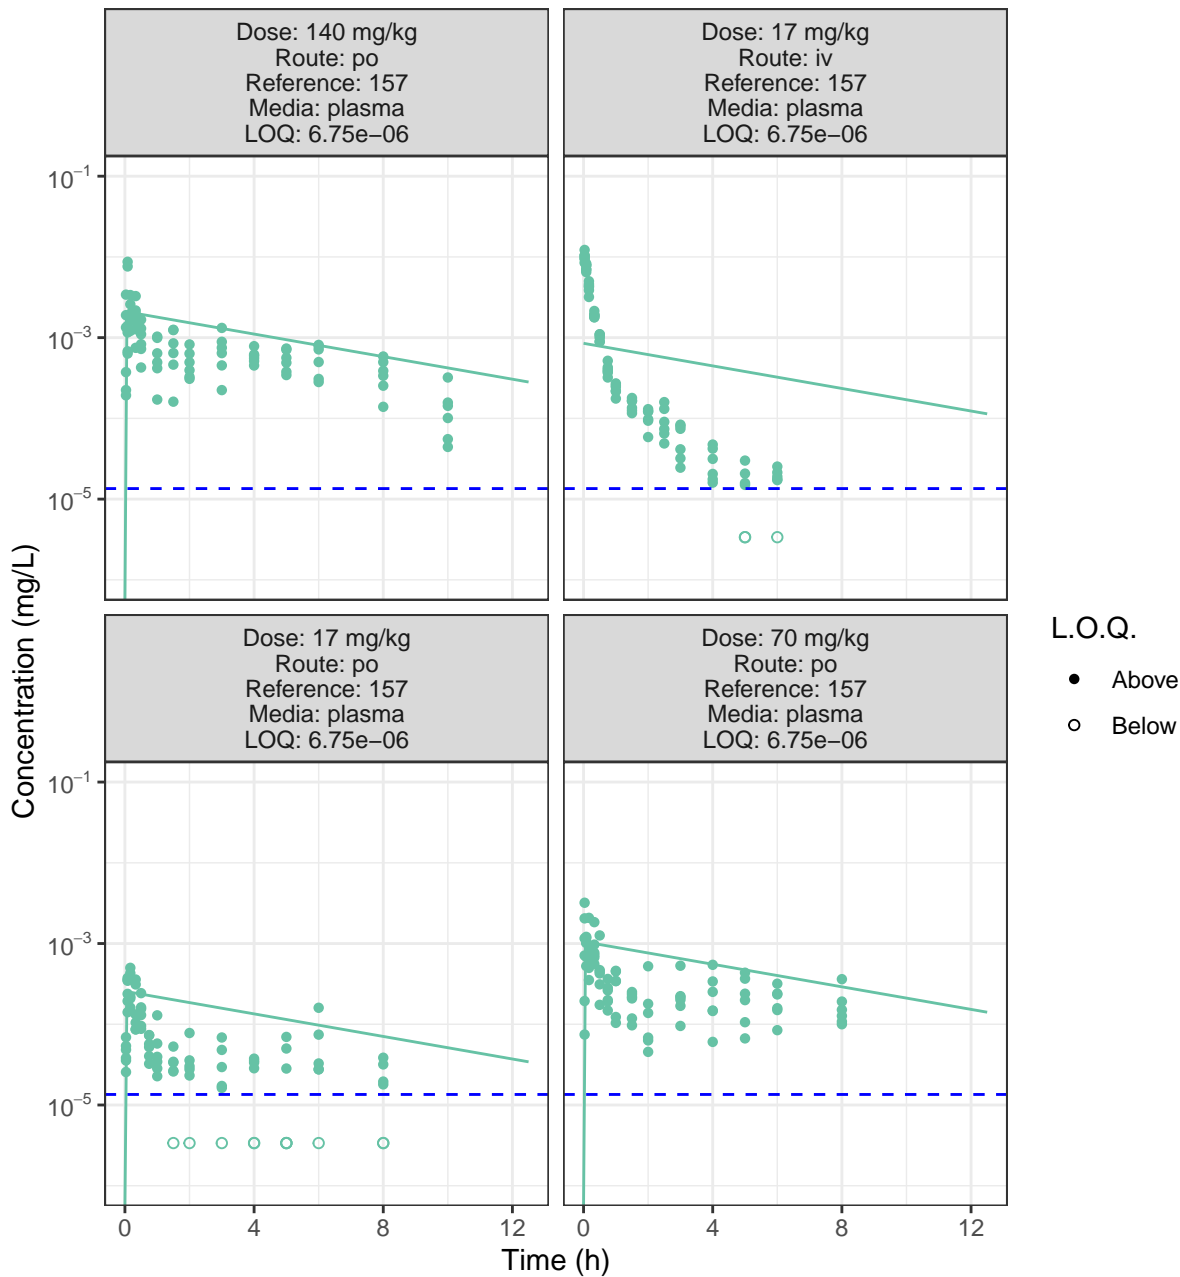 Dose: 140 mg/kg
Route: po
Reference: 157
Media: plasma
LOQ: 6.75e−06
Dose: 17 mg/kg
Route: iv
Reference: 157
Media: plasma
LOQ: 6.75e−06
10⁻¹
10⁻³
10⁻⁵
Dose: 17 mg/kg
Route: po
Reference: 157
Media: plasma
LOQ: 6.75e−06
Dose: 70 mg/kg
Route: po
Reference: 157
Media: plasma
LOQ: 6.75e−06
10⁻¹
10⁻³
10⁻⁵
0 4 8 12
0 4 8 12
Time (h)
Concentration (mg/L)
L.O.Q.
Above
Below